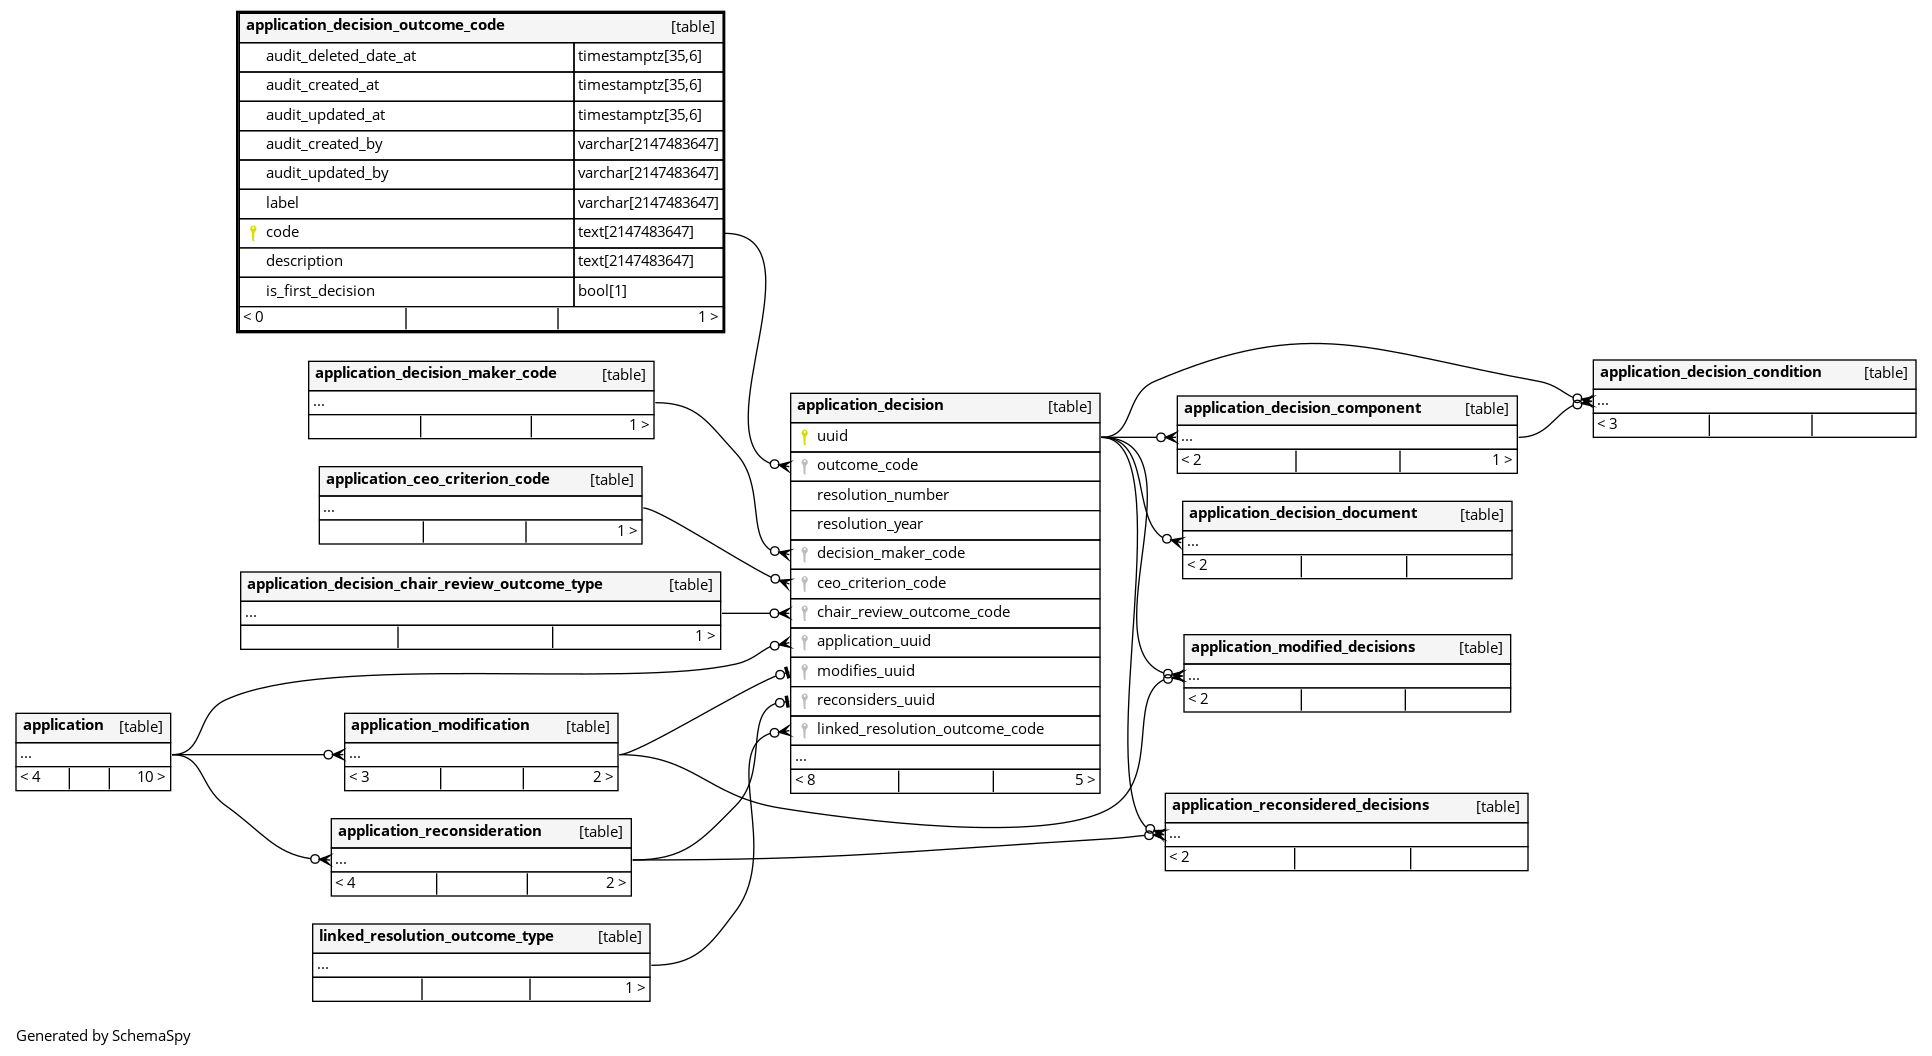 application_decision_outcome_code [table]
audit_deleted_date_at timestamptz[35,6]
audit_created_at timestamptz[35,6]
audit_updated_at timestamptz[35,6]
audit_created_by varchar[2147483647]
audit_updated_by varchar[2147483647]
label varchar[2147483647]
code text[2147483647]
description text[2147483647]
is_first_decision bool[1]
< 0 1 >
application_decision_maker_code [table]
...
1 >
application_ceo_criterion_code [table]
...
1 >
application_decision_chair_review_outcome_type [table]
...
1 >
application [table]
...
< 4 10 >
application_modification [table]
...
< 3 2 >
application_reconsideration [table]
...
< 4 2 >
linked_resolution_outcome_type [table]
...
1 >
application_decision [table]
uuid
outcome_code
resolution_number
resolution_year
decision_maker_code
ceo_criterion_code
chair_review_outcome_code
application_uuid
modifies_uuid
reconsiders_uuid
linked_resolution_outcome_code
...
< 8 5 >
application_decision_component [table]
...
< 2 1 >
application_decision_document [table]
...
< 2
application_modified_decisions [table]
...
< 2
application_reconsidered_decisions [table]
...
< 2
application_decision_condition [table]
...
< 3
Generated by SchemaSpy